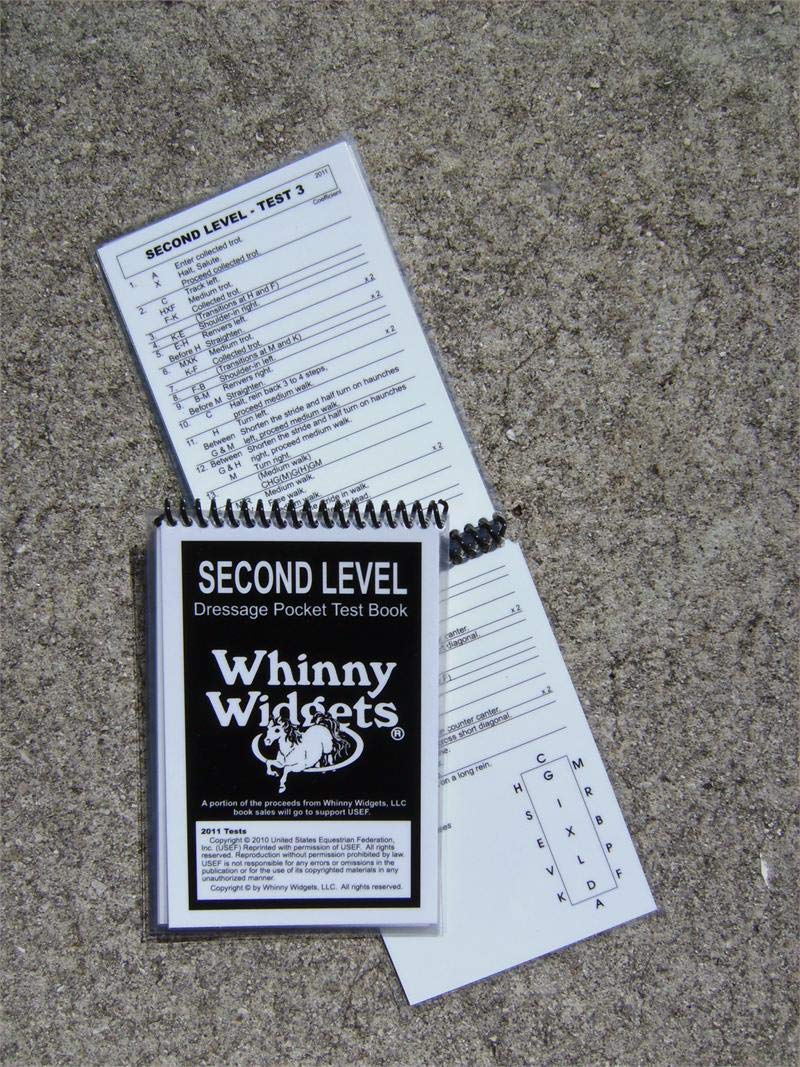 2011
SECOND LEVEL - TEST 3
Coefficient
1. A Enter collected trot.
X Halt, Salute.
Proceed collected trot.
C Track left.
2. HXF Medium trot.
F-K Collected trot.
(Transitions at H and F)
3. K-E Shoulder-in right. x 2
4. E-H Renvers left. x 2
5. Before H Straighten.
6. MXK Medium trot.
K-F Collected trot.
(Transitions at M and K)
7. F-B Shoulder-in left. x 2
8. B-M Renvers right.
9. Before M Straighten.
10. C Halt, rein back 3 to 4 steps,
proceed medium walk.
H Turn left.
11. Between Shorten the stride and half turn on haunches
G & M left, proceed medium walk.
12. Between Shorten the stride and half turn on haunches
G & H right, proceed medium walk.
M Turn right.
13. (Medium walk)
CHG(M)G(H)GM
Medium walk. x 2
walk.
walk.
stride in walk.
left lead
SECOND LEVEL
Dressage Pocket Test Book
Whinny
Widgets
®
A portion of the proceeds from Whinny Widgets, LLC
book sales will go to support USEF.
2011 Tests
Copyright © 2010 United States Equestrian Federation,
Inc. (USEF) Reprinted with permission of USEF. All rights
reserved. Reproduction without permission prohibited by law.
USEF is not responsible for any errors or omissions in the
publication or for the use of its copyrighted materials in any
unauthorized manner.
Copyright © by Whinny Widgets, LLC. All rights reserved.
x 2
canter.
diagonal.
F)
x 2
counter canter.
short diagonal.
on a long rein.
C
H G M
S I R
E X B
V L P
K D F
A